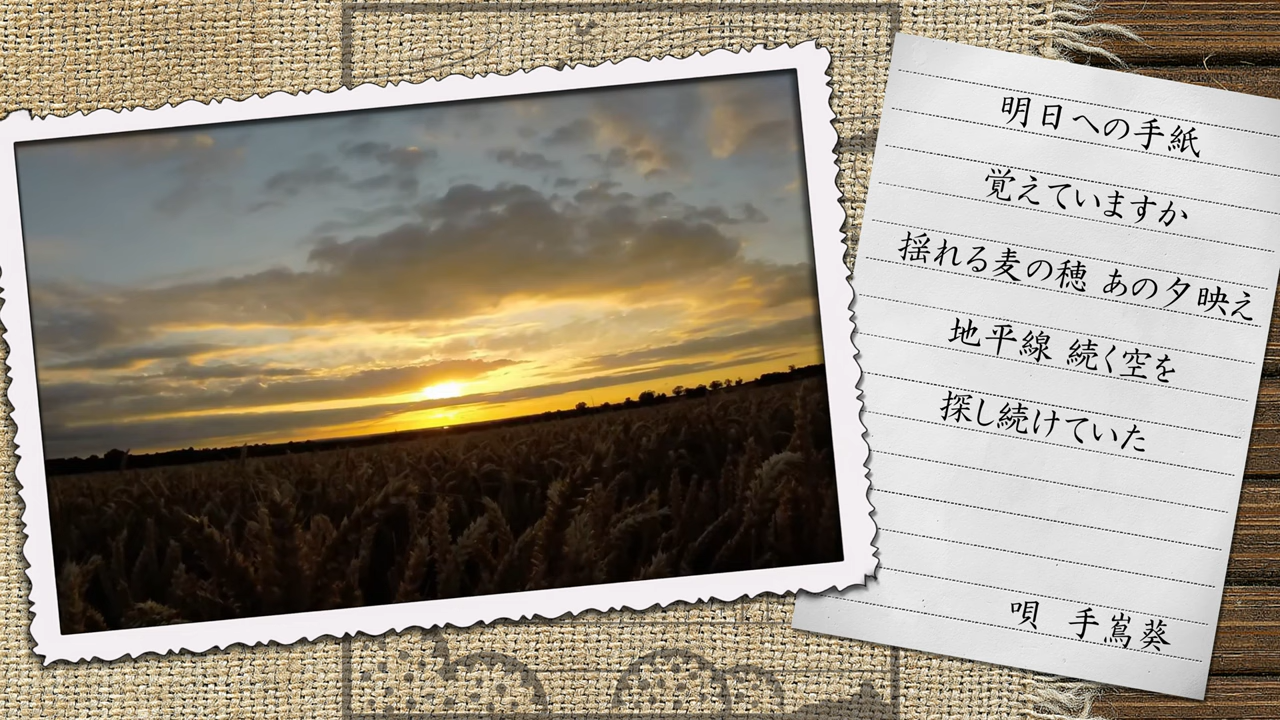 明日への手紙
覚えていますか
揺れる麦の穂 あの夕映え
地平線 続く空を
探し続けていた
唄 手嶌葵